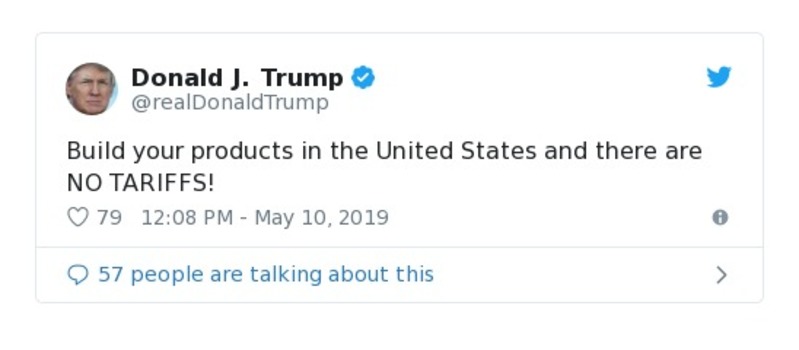 Donald J. Trump
@realDonaldTrump
Build your products in the United States and there are
NO TARIFFS!
79 12:08 PM - May 10, 2019
57 people are talking about this